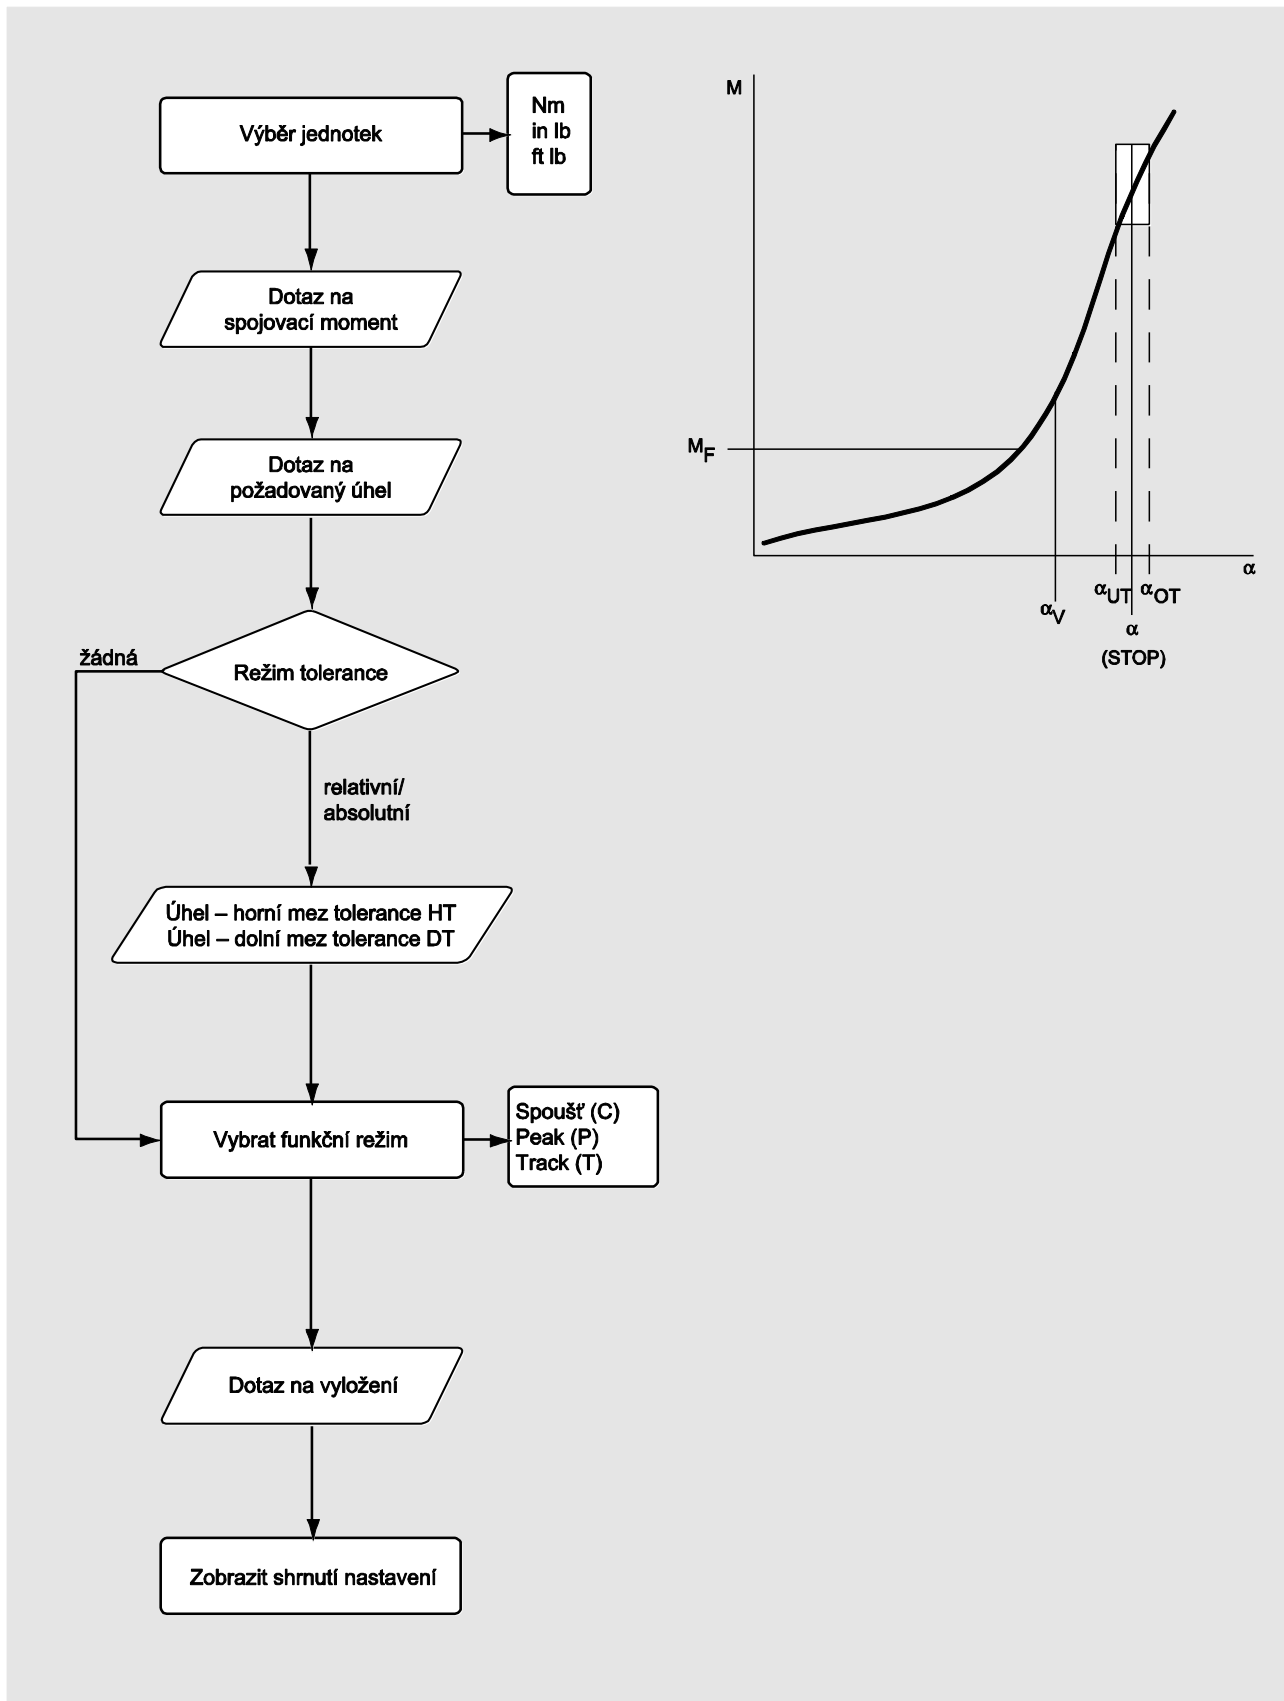 Výběr jednotek
Nm
in lb
ft lb
Dotaz na
spojovací moment
Dotaz na
požadovaný úhel
Režim tolerance
žádná
relativní/
absolutní
Úhel – horní mez tolerance HT
Úhel – dolní mez tolerance DT
Vybrat funkční režim
Spoušť (C)
Peak (P)
Track (T)
Dotaz na vyložení
Zobrazit shrnutí nastavení
M
MF
α
αV
αUT
αOT
α
(STOP)